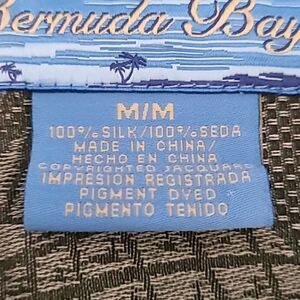 Bermuda Bay
M/M
100% SILK/100% SEDA
MADE IN CHINA/
HECHO EN CHINA
COPYRIGHTED JACQUARD
IMPRESION REGISTRADA
PIGMENT DYED
PIGMENTO TENIDO